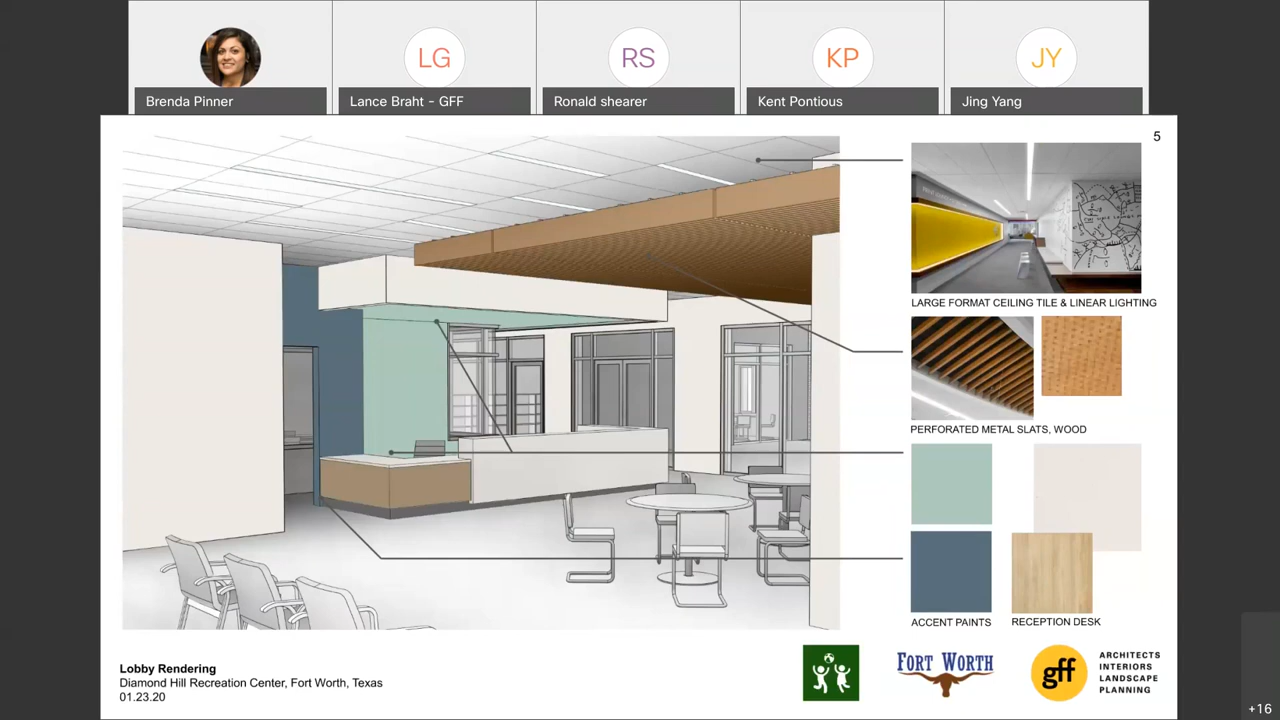 LG
RS
KP
JY
Brenda Pinner
Lance Braht - GFF
Ronald shearer
Kent Pontious
Jing Yang
5
LARGE FORMAT CEILING TILE & LINEAR LIGHTING
PERFORATED METAL SLATS, WOOD
ACCENT PAINTS
RECEPTION DESK
Lobby Rendering
Diamond Hill Recreation Center, Fort Worth, Texas
01.23.20
FORT WORTH
gff
ARCHITECTS
INTERIORS
LANDSCAPE
PLANNING
+16